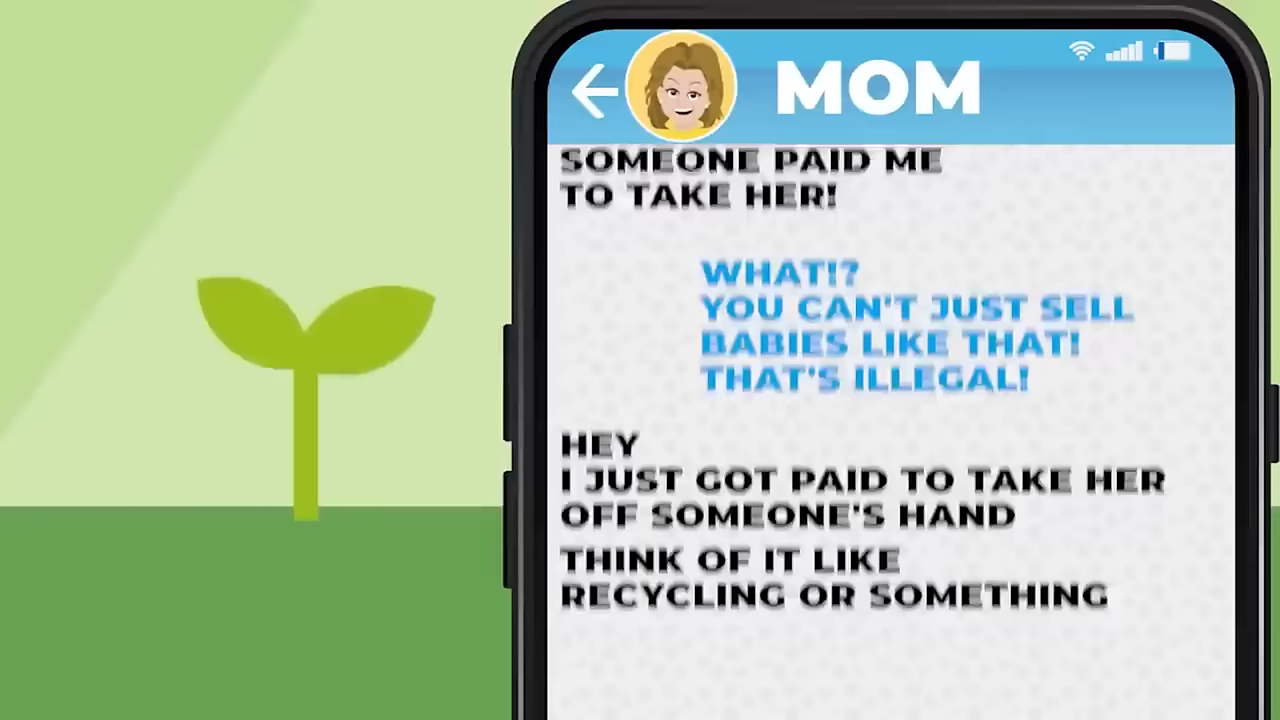 MOM
SOMEONE PAID ME
TO TAKE HER!
WHAT!?
YOU CAN'T JUST SELL
BABIES LIKE THAT!
THAT'S ILLEGAL!
HEY
I JUST GOT PAID TO TAKE HER
OFF SOMEONE'S HAND
THINK OF IT LIKE
RECYCLING OR SOMETHING